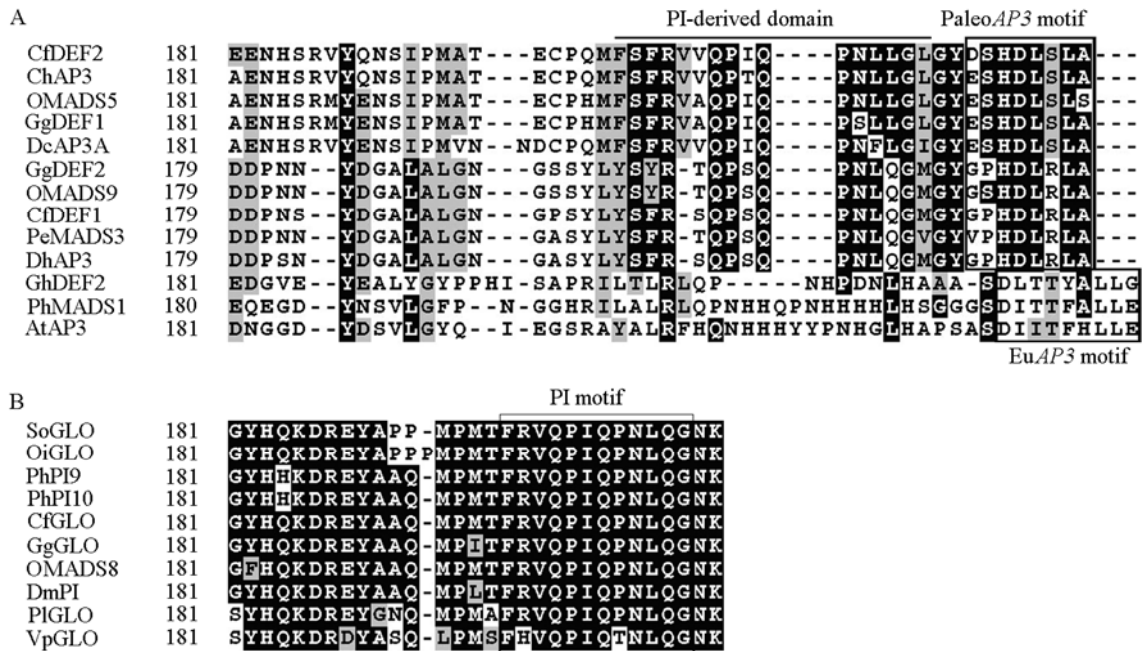 A
PI-derived domain PaleoAP3 motif
CfDEF2 181 EENHSRVYQNSIPMAT---ECPQMFSFRVVQPIQ----PNLLGLGYDSHDLSLA---
ChAP3 181 AENHSRVYQNSIPMAT---ECPQMFSFRVVQPTQ----PNLLGLGYESHDLSLA---
OMADS5 181 AENHSRMYENSIPMAT---ECPHMFSFRVAQPIQ----PNLLGLGYESHDLSLS---
GgDEF1 181 AENHSRMYENSIPMAT---ECPHMFSFRVAQPIQ----PSLLGLGYESHDLSLA---
DcAP3A 181 AENHSRVYENSIPMVN--NDCPQMFSFRVVQPIQ----PNFLGIGYESHDLSLA---
GgDEF2 179 DDPNN--YDGALALGN---GSSYLYSYR-TQPSQ----PNLQGMGYGPHDLRLA---
OMADS9 179 DDPNN--YDGALALGN---GSSYLYSYR-TQPSQ----PNLQGMGYGPHDLRLA---
CfDEF1 179 DDPNS--YDGALALGN---GPSYLYSFR-SQPSQ----PNLQGMGYGPHDLRLA---
PeMADS3 179 DDPNN--YDGALALGN---GASYLYSFR-TQPSQ----PNLQGVGYVPHDLRLA---
DhAP3 179 DDPNS--YDGALALGN---GASYLYSFR-SQPSQ----PNLQGMGYGPHDLRLA---
GhDEF2 181 EDGVE--YEALYGYPPHI-SAPRILTLRLQP-----NHPDNLHAAA-SDLTTYALLG
PhMADS1 180 EQEGD--YNSVLGFP--N-GGHRILALRLQPNHHQPNHHHHLHSGGGSDITTFALLE
AtAP3 181 DNGGD--YDSVLGYQ--I-EGSRAYALRFHQNHHHYYPNHGLHAPSASDIITFHLLE
EuAP3 motif
B
PI motif
SoGLO 181 GYHQKDREYAPP-MPMTFRVQPIQPNLQGNK
OiGLO 181 GYHQKDREYAPPPMPMTFRVQPIQPNLQGNK
PhPI9 181 GYHHKDREYAAQ-MPMTFRVQPIQPNLQGNK
PhPI10 181 GYHHKDREYAAQ-MPMTFRVQPIQPNLQGNK
CfGLO 181 GYHQKDREYAAQ-MPMTFRVQPIQPNLQGNK
GgGLO 181 GYHQKDREYAAQ-MPITFRVQPIQPNLQGNK
OMADS8 181 GFHQKDREYAAQ-MPMTFRVQPIQPNLQGNK
DmPI 181 GYHQKDREYAAQ-MPLTFRVQPIQPNLQGNK
PlGLO 181 SYHQKDREYGNQ-MPMAFRVQPIQPNLQGNK
VpGLO 181 SYHQKDRDYASQ-LPMSFHVQPIQTNLQGNK